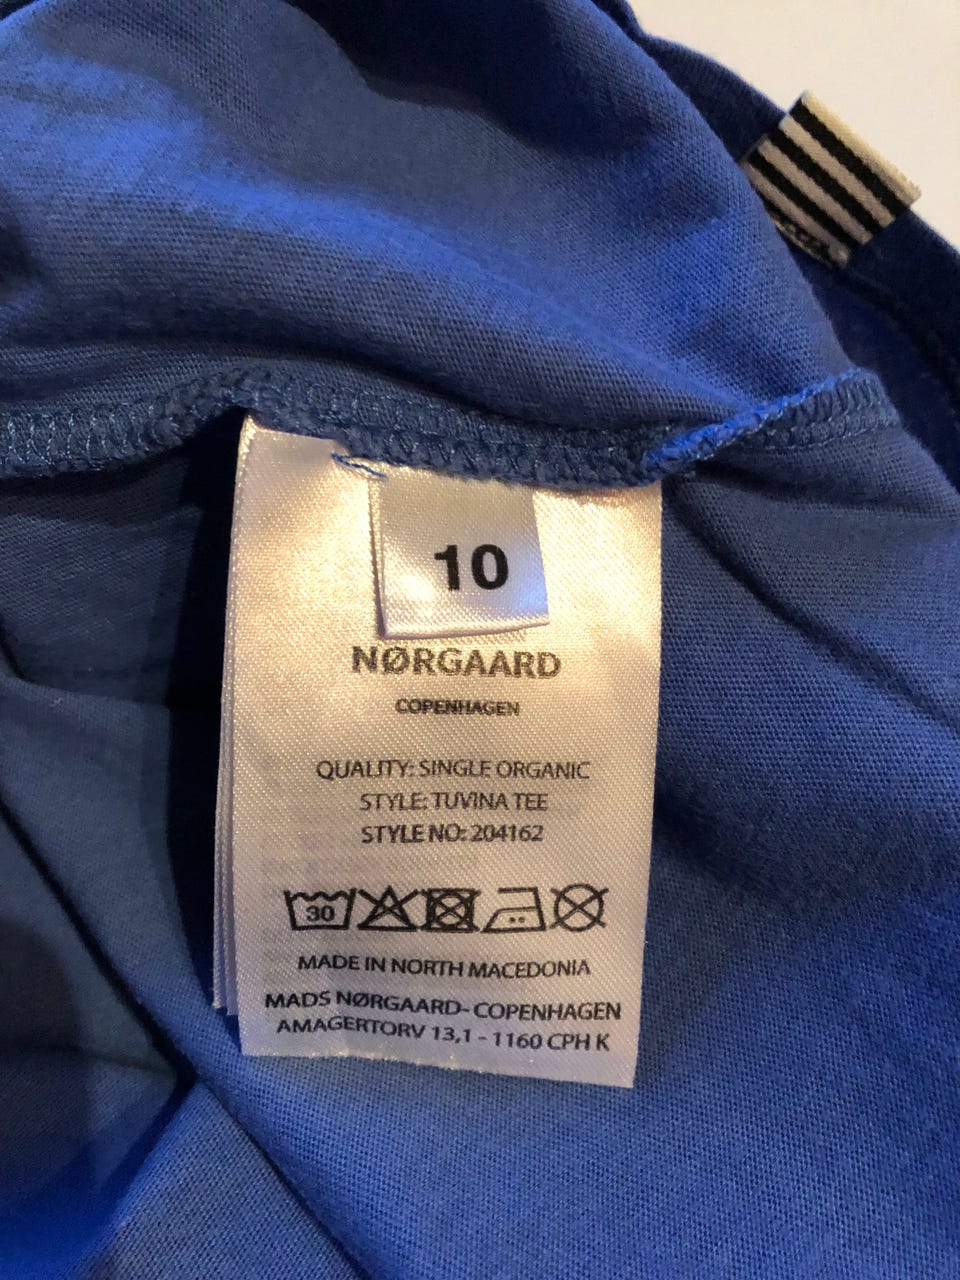 10
NØRGAARD
COPENHAGEN
QUALITY: SINGLE ORGANIC
STYLE: TUVINA TEE
STYLE NO: 204162
30
MADE IN NORTH MACEDONIA
MADS NØRGAARD- COPENHAGEN
AMAGERTORV 13,1 - 1160 CPH K